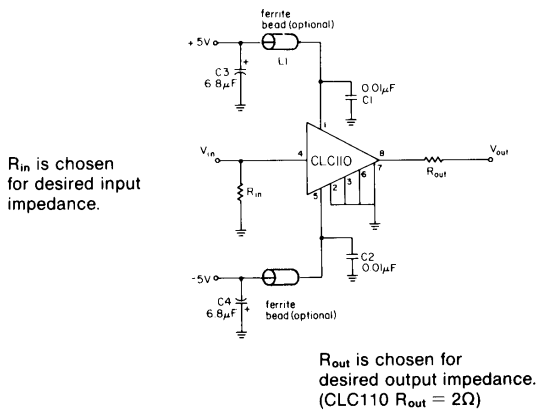 ferrite
bead (optional)
+5V
L1
+
C3
6.8µF
0.01µF
C1
1
Vin
4
CLC110
8
Vout
Rout
Rin
5
2
3
6
7
C2
0.01µF
-5V
C4
6.8µF
+
ferrite
bead (optional)
Rin is chosen
for desired input
impedance.
Rout is chosen for
desired output impedance.
(CLC110 Rout = 2Ω)